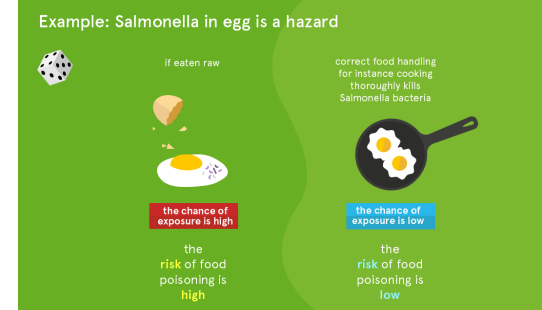 Example: Salmonella in egg is a hazard
if eaten raw
the chance of
exposure is high
the
risk of food
poisoning is
high
correct food handling
for instance cooking
thoroughly kills
Salmonella bacteria
the chance of
exposure is low
the
risk of food
poisoning is
low